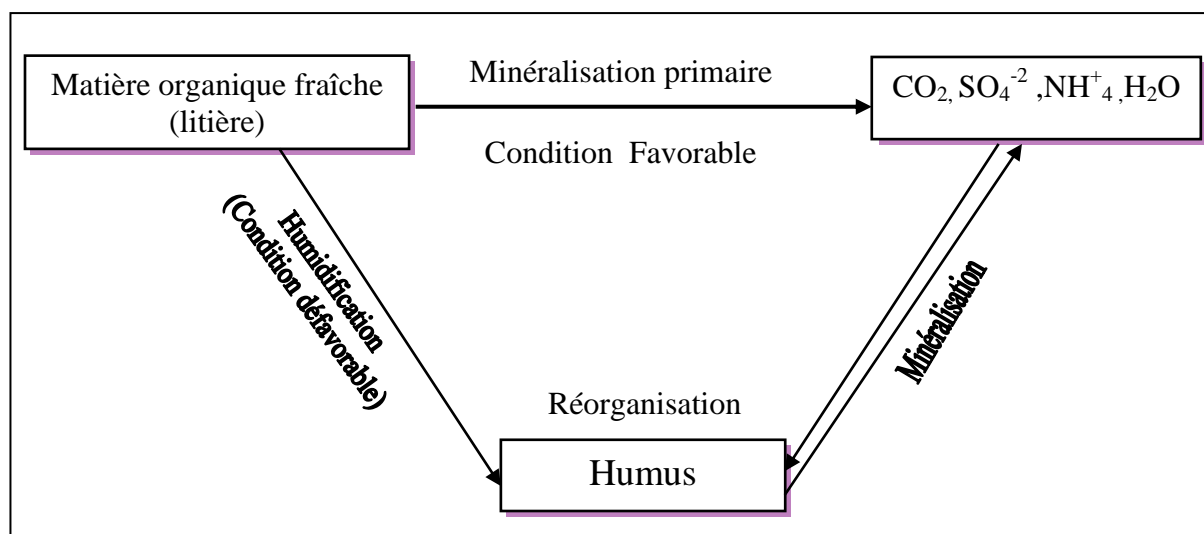 Matière organique fraîche
(litière)
Minéralisation primaire
Condition Favorable
CO₂, SO₄⁻² ,NH⁺₄ ,H₂O
Humidification
(Condition défavorable)
Minéralisation
Réorganisation
Humus